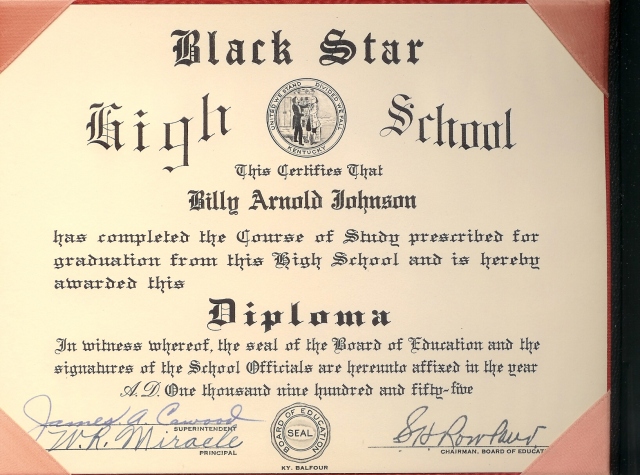 Black Star
High School
UNITED WE STAND DIVIDED WE FALL
KENTUCKY
This Certifies That
Billy Arnold Johnson
has completed the Course of Study prescribed for
graduation from this High School and is hereby
awarded this
Diploma
In witness whereof, the seal of the Board of Education and the
signatures of the School Officials are hereunto affixed in the year
A.D. One thousand nine hundred and fifty-five
James A Cawood
SUPERINTENDENT
W.R. Miracle
PRINCIPAL
BOARD OF EDUCATION
SEAL
KY. BALFOUR
S H Rowland
CHAIRMAN, BOARD OF EDUCAT